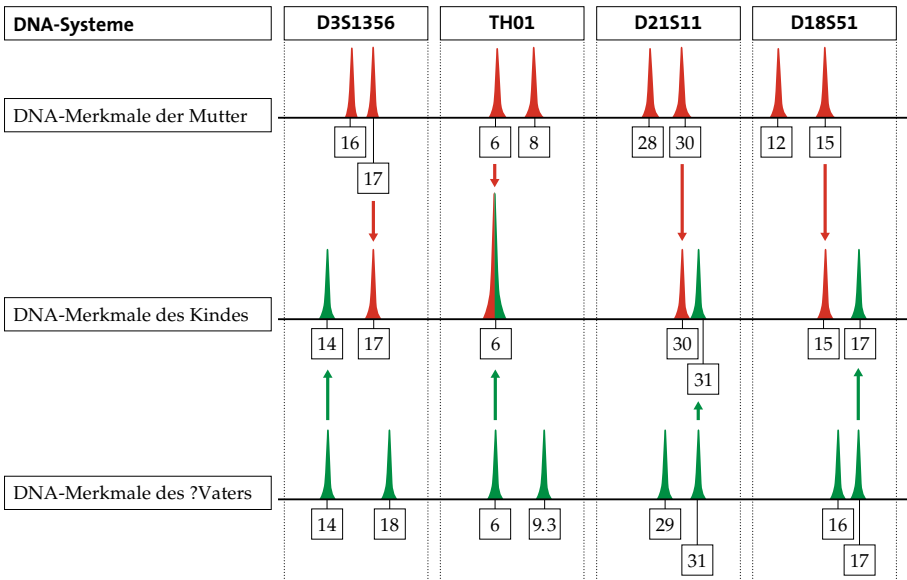 DNA-Systeme D3S1356 TH01 D21S11 D18S51
DNA-Merkmale der Mutter
16 6 8 28 30 12 15
17
DNA-Merkmale des Kindes
14 17 6 30 15 17
31
DNA-Merkmale des ?Vaters
14 18 6 9.3 29 16
31 17